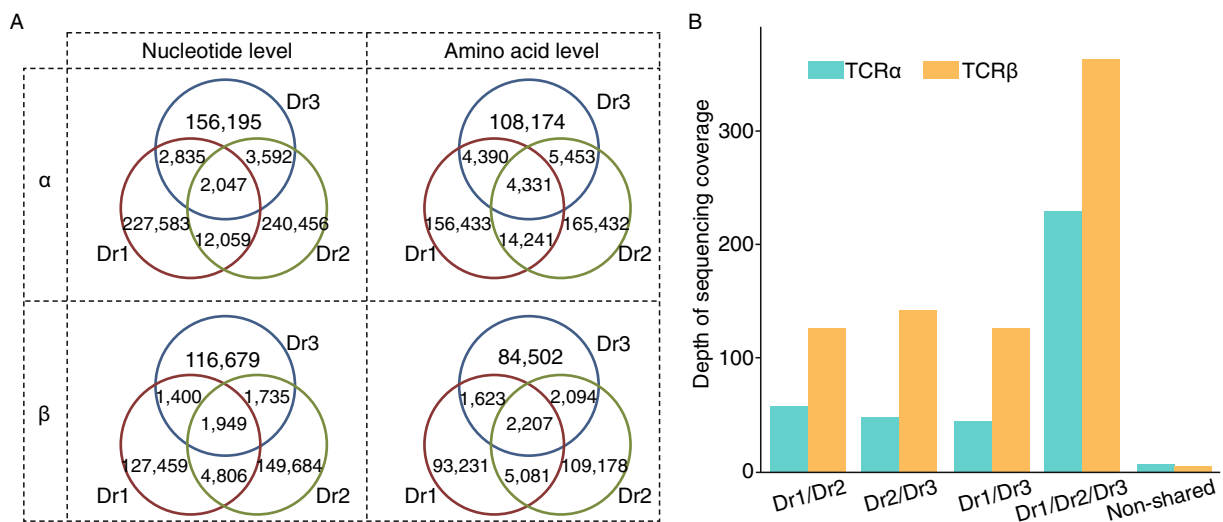 A
Nucleotide level
Amino acid level
α
Dr3
156,195
2,835
3,592
2,047
227,583
240,456
12,059
Dr1
Dr2
Dr3
108,174
4,390
5,453
4,331
156,433
165,432
14,241
Dr1
Dr2
β
Dr3
116,679
1,400
1,735
1,949
127,459
149,684
4,806
Dr1
Dr2
Dr3
84,502
1,623
2,094
2,207
93,231
109,178
5,081
Dr1
Dr2
B
TCRα
TCRβ
Depth of sequencing coverage
300
200
100
0
Dr1/Dr2
Dr2/Dr3
Dr1/Dr3
Dr1/Dr2/Dr3
Non-shared